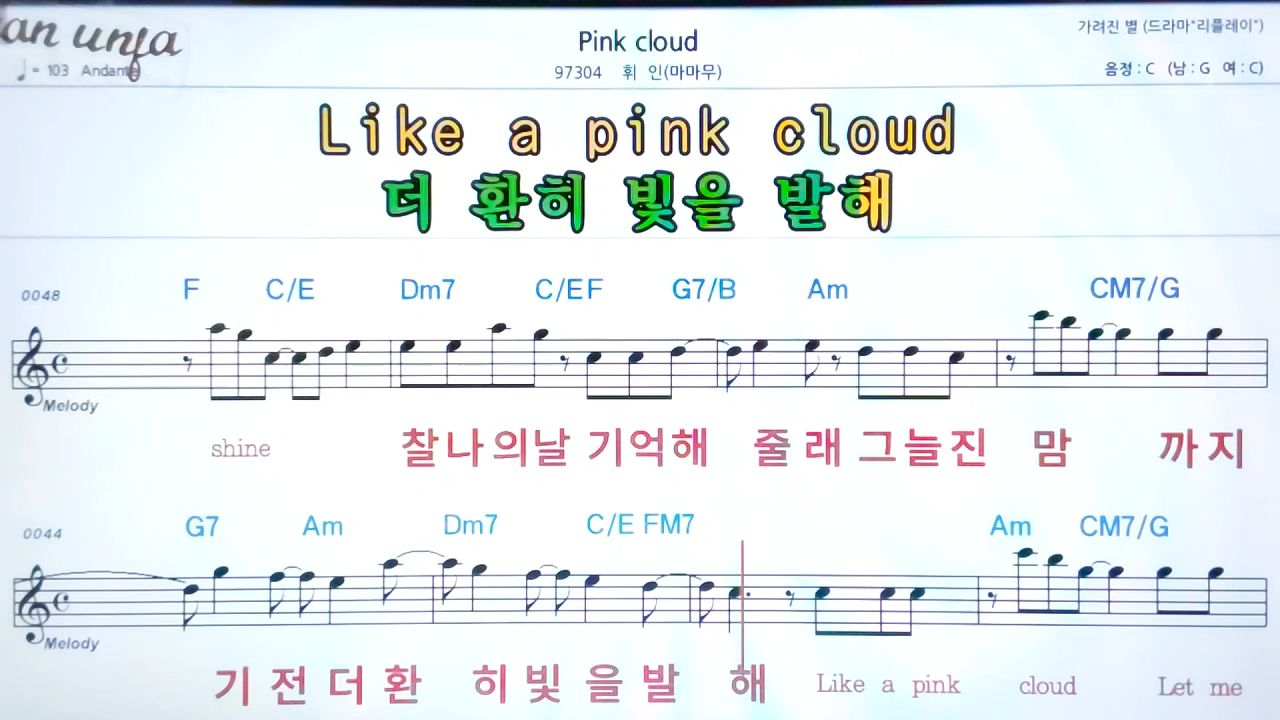 an unfa
♩= 103 Andante
Pink cloud
97304 휘 인(마마무)
가려진 별 (드라마"리플레이")
음정 : C (남 : G 여 : C)
Like a pink cloud
더 환히 빛을 발해
0048 F C/E Dm7 C/EF G7/B Am CM7/G
Melody
shine 찰나의날 기억해 줄 래 그늘진 맘 까지
0044 G7 Am Dm7 C/E FM7 Am CM7/G
Melody
기 전 더 환 히 빛 을 발 해 Like a pink cloud Let me